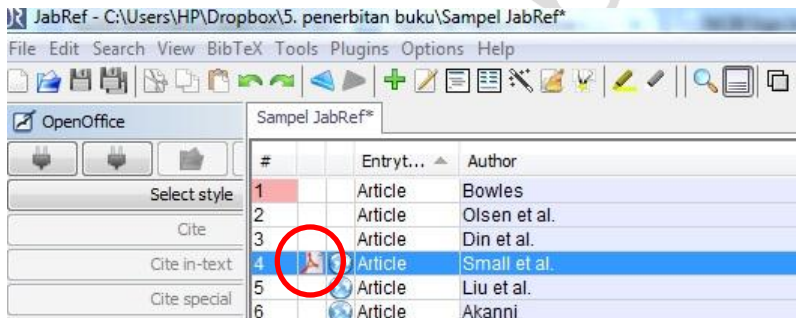 JabRef - C:\Users\HP\Dropbox\5. penerbitan buku\Sampel JabRef*
File Edit Search View BibTeX Tools Plugins Options Help
OpenOffice
Sampel JabRef*
# Entryt... Author
Select style
Cite
Cite in-text
Cite special
1 Article Bowles
2 Article Olsen et al.
3 Article Din et al.
4 Article Small et al.
5 Article Liu et al.
6 Article Akanni